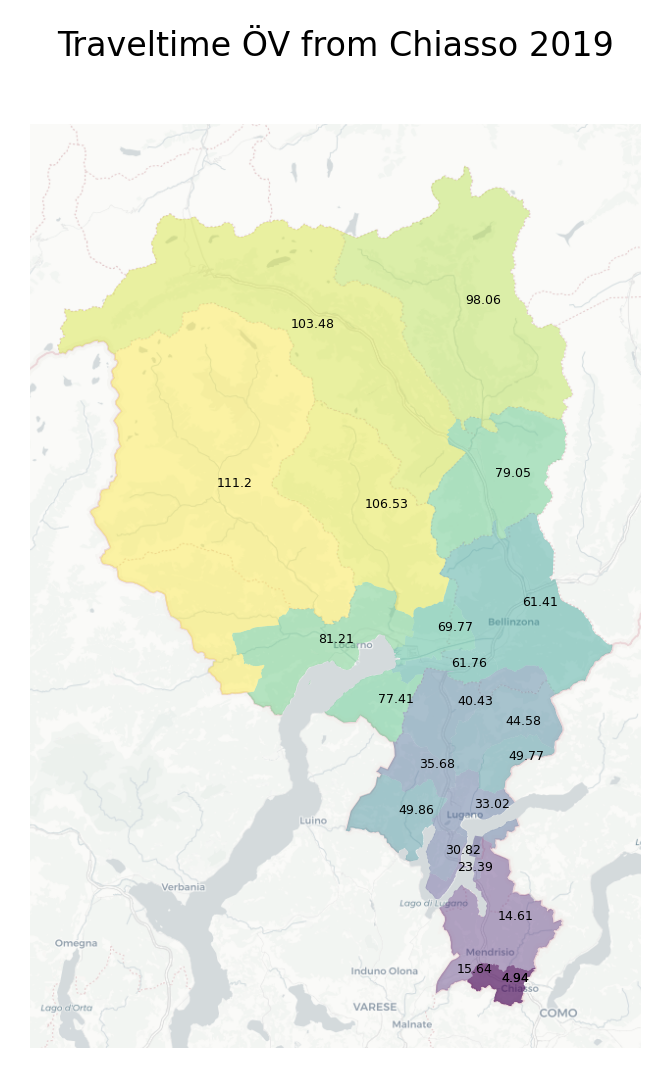 Traveltime ÖV from Chiasso 2019
98.06
103.48
79.05
111.2
106.53
61.41
Bellinzona
69.77
81.21
Locarno
61.76
77.41
40.43
44.58
49.77
35.68
33.02
49.86
Lugano
Luino
30.82
23.39
Verbania
Lago di Lugano
14.61
Omegna
Mendrisio
15.64
Induno Olona
4.94
Chiasso
Lago d'Orta
VARESE
COMO
Malnate